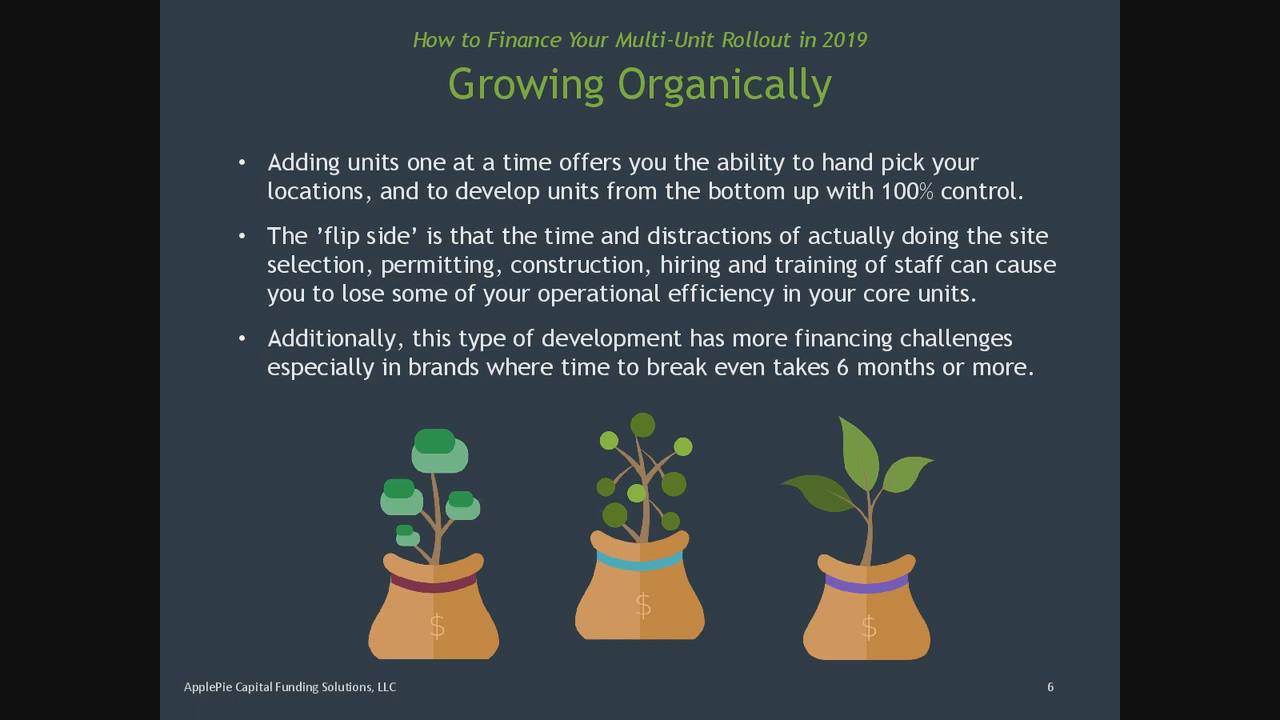 How to Finance Your Multi-Unit Rollout in 2019
Growing Organically
• Adding units one at a time offers you the ability to hand pick your
locations, and to develop units from the bottom up with 100% control.
• The ’flip side’ is that the time and distractions of actually doing the site
selection, permitting, construction, hiring and training of staff can cause
you to lose some of your operational efficiency in your core units.
• Additionally, this type of development has more financing challenges
especially in brands where time to break even takes 6 months or more.
$
$
$
ApplePie Capital Funding Solutions, LLC
6